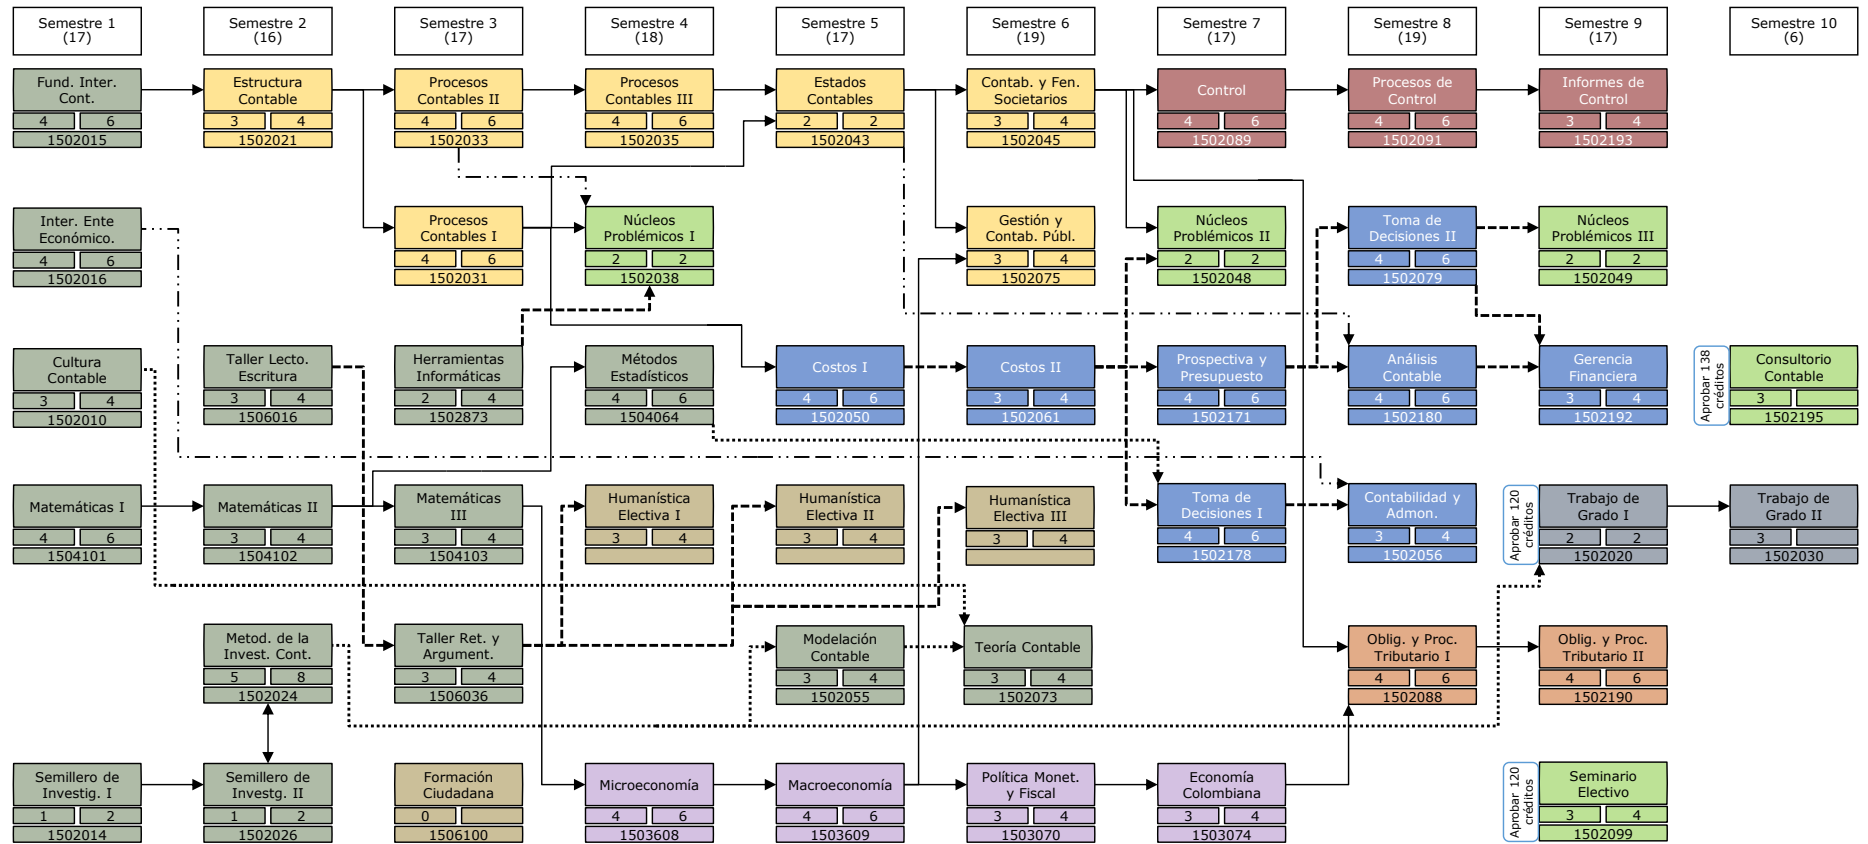 Semestre 1
(17)
Semestre 2
(16)
Semestre 3
(17)
Semestre 4
(18)
Semestre 5
(17)
Semestre 6
(19)
Semestre 7
(17)
Semestre 8
(19)
Semestre 9
(17)
Semestre 10
(6)
Fund. Inter.
Cont.
4 6
1502015
Estructura
Contable
3 4
1502021
Procesos
Contables II
4 6
1502033
Procesos
Contables III
4 6
1502035
Estados
Contables
2 2
1502043
Contab. y Fen.
Societarios
3 4
1502045
Control
4 6
1502089
Procesos de
Control
4 6
1502091
Informes de
Control
3 4
1502193
Inter. Ente
Económico.
4 6
1502016
Procesos
Contables I
4 6
1502031
Núcleos
Problémicos I
2 2
1502038
Gestión y
Contab. Públ.
3 4
1502075
Núcleos
Problémicos II
2 2
1502048
Toma de
Decisiones II
4 6
1502079
Núcleos
Problémicos III
2 2
1502049
Cultura
Contable
3 4
1502010
Taller Lecto.
Escritura
3 4
1506016
Herramientas
Informáticas
2 4
1502873
Métodos
Estadísticos
4 6
1504064
Costos I
4 6
1502050
Costos II
3 4
1502061
Prospectiva y
Presupuesto
4 6
1502171
Análisis
Contable
4 6
1502180
Gerencia
Financiera
3 4
1502192
Aprobar 138
créditos
Consultorio
Contable
3
1502195
Matemáticas I
4 6
1504101
Matemáticas II
3 4
1504102
Matemáticas
III
3 4
1504103
Humanística
Electiva I
3 4
Humanística
Electiva II
3 4
Humanística
Electiva III
3 4
Toma de
Decisiones I
4 6
1502178
Contabilidad y
Admon.
3 4
1502056
Aprobar 120
créditos
Trabajo de
Grado I
2 2
1502020
Trabajo de
Grado II
3
1502030
Metod. de la
Invest. Cont.
5 8
1502024
Taller Ret. y
Argument.
3 4
1506036
Modelación
Contable
3 4
1502055
Teoría Contable
3 4
1502073
Oblig. y Proc.
Tributario I
4 6
1502088
Oblig. y Proc.
Tributario II
4 6
1502190
Semillero de
Investig. I
1 2
1502014
Semillero de
Investg. II
1 2
1502026
Formación
Ciudadana
0
1506100
Microeconomía
4 6
1503608
Macroeconomía
4 6
1503609
Política Monet.
y Fiscal
3 4
1503070
Economía
Colombiana
3 4
1503074
Aprobar 120
créditos
Seminario
Electivo
3 4
1502099